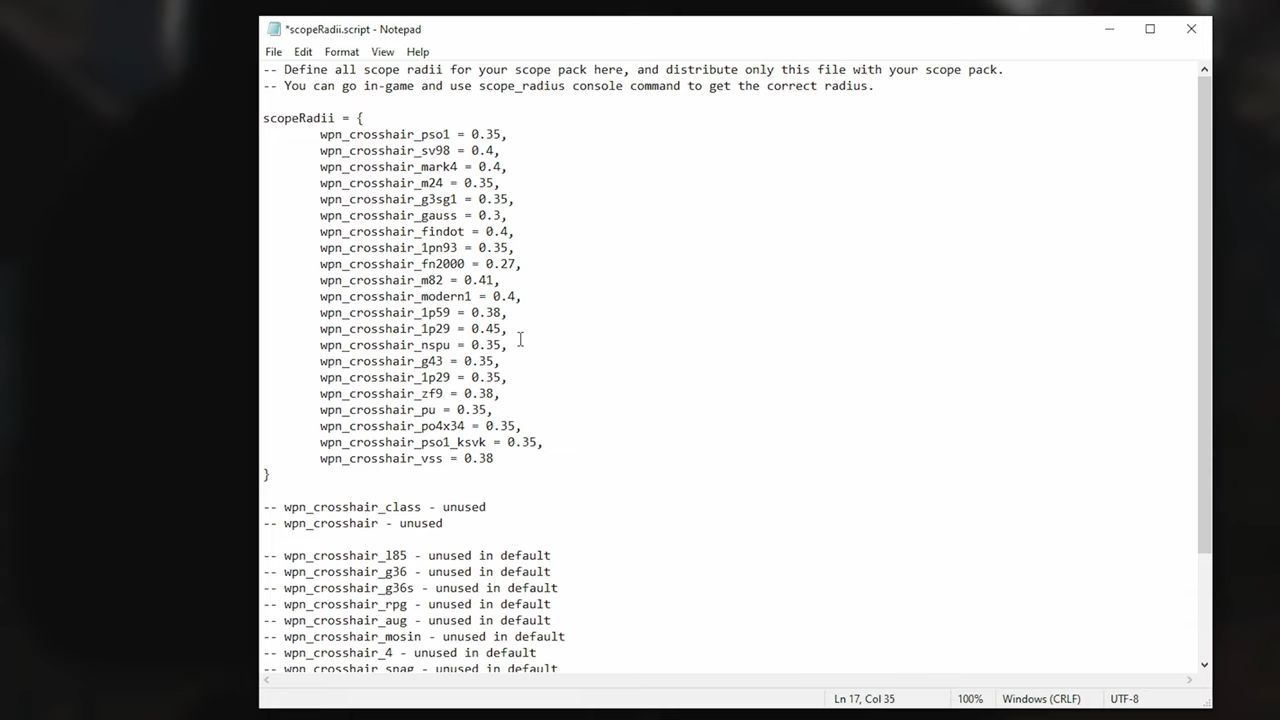 *scopeRadii.script - Notepad
File Edit Format View Help
-- Define all scope radii for your scope pack here, and distribute only this file with your scope pack.
-- You can go in-game and use scope_radius console command to get the correct radius.
scopeRadii = {
wpn_crosshair_pso1 = 0.35,
wpn_crosshair_sv98 = 0.4,
wpn_crosshair_mark4 = 0.4,
wpn_crosshair_m24 = 0.35,
wpn_crosshair_g3sg1 = 0.35,
wpn_crosshair_gauss = 0.3,
wpn_crosshair_findot = 0.4,
wpn_crosshair_1pn93 = 0.35,
wpn_crosshair_fn2000 = 0.27,
wpn_crosshair_m82 = 0.41,
wpn_crosshair_modern1 = 0.4,
wpn_crosshair_1p59 = 0.38,
wpn_crosshair_1p29 = 0.45,
wpn_crosshair_nspu = 0.35,
wpn_crosshair_g43 = 0.35,
wpn_crosshair_1p29 = 0.35,
wpn_crosshair_zf9 = 0.38,
wpn_crosshair_pu = 0.35,
wpn_crosshair_po4x34 = 0.35,
wpn_crosshair_pso1_ksvk = 0.35,
wpn_crosshair_vss = 0.38
}
-- wpn_crosshair_class - unused
-- wpn_crosshair - unused
-- wpn_crosshair_l85 - unused in default
-- wpn_crosshair_g36 - unused in default
-- wpn_crosshair_g36s - unused in default
-- wpn_crosshair_rpg - unused in default
-- wpn_crosshair_aug - unused in default
-- wpn_crosshair_mosin - unused in default
-- wpn_crosshair_4 - unused in default
-- wpn_crosshair_snag - unused in default
Ln 17, Col 35 100% Windows (CRLF) UTF-8